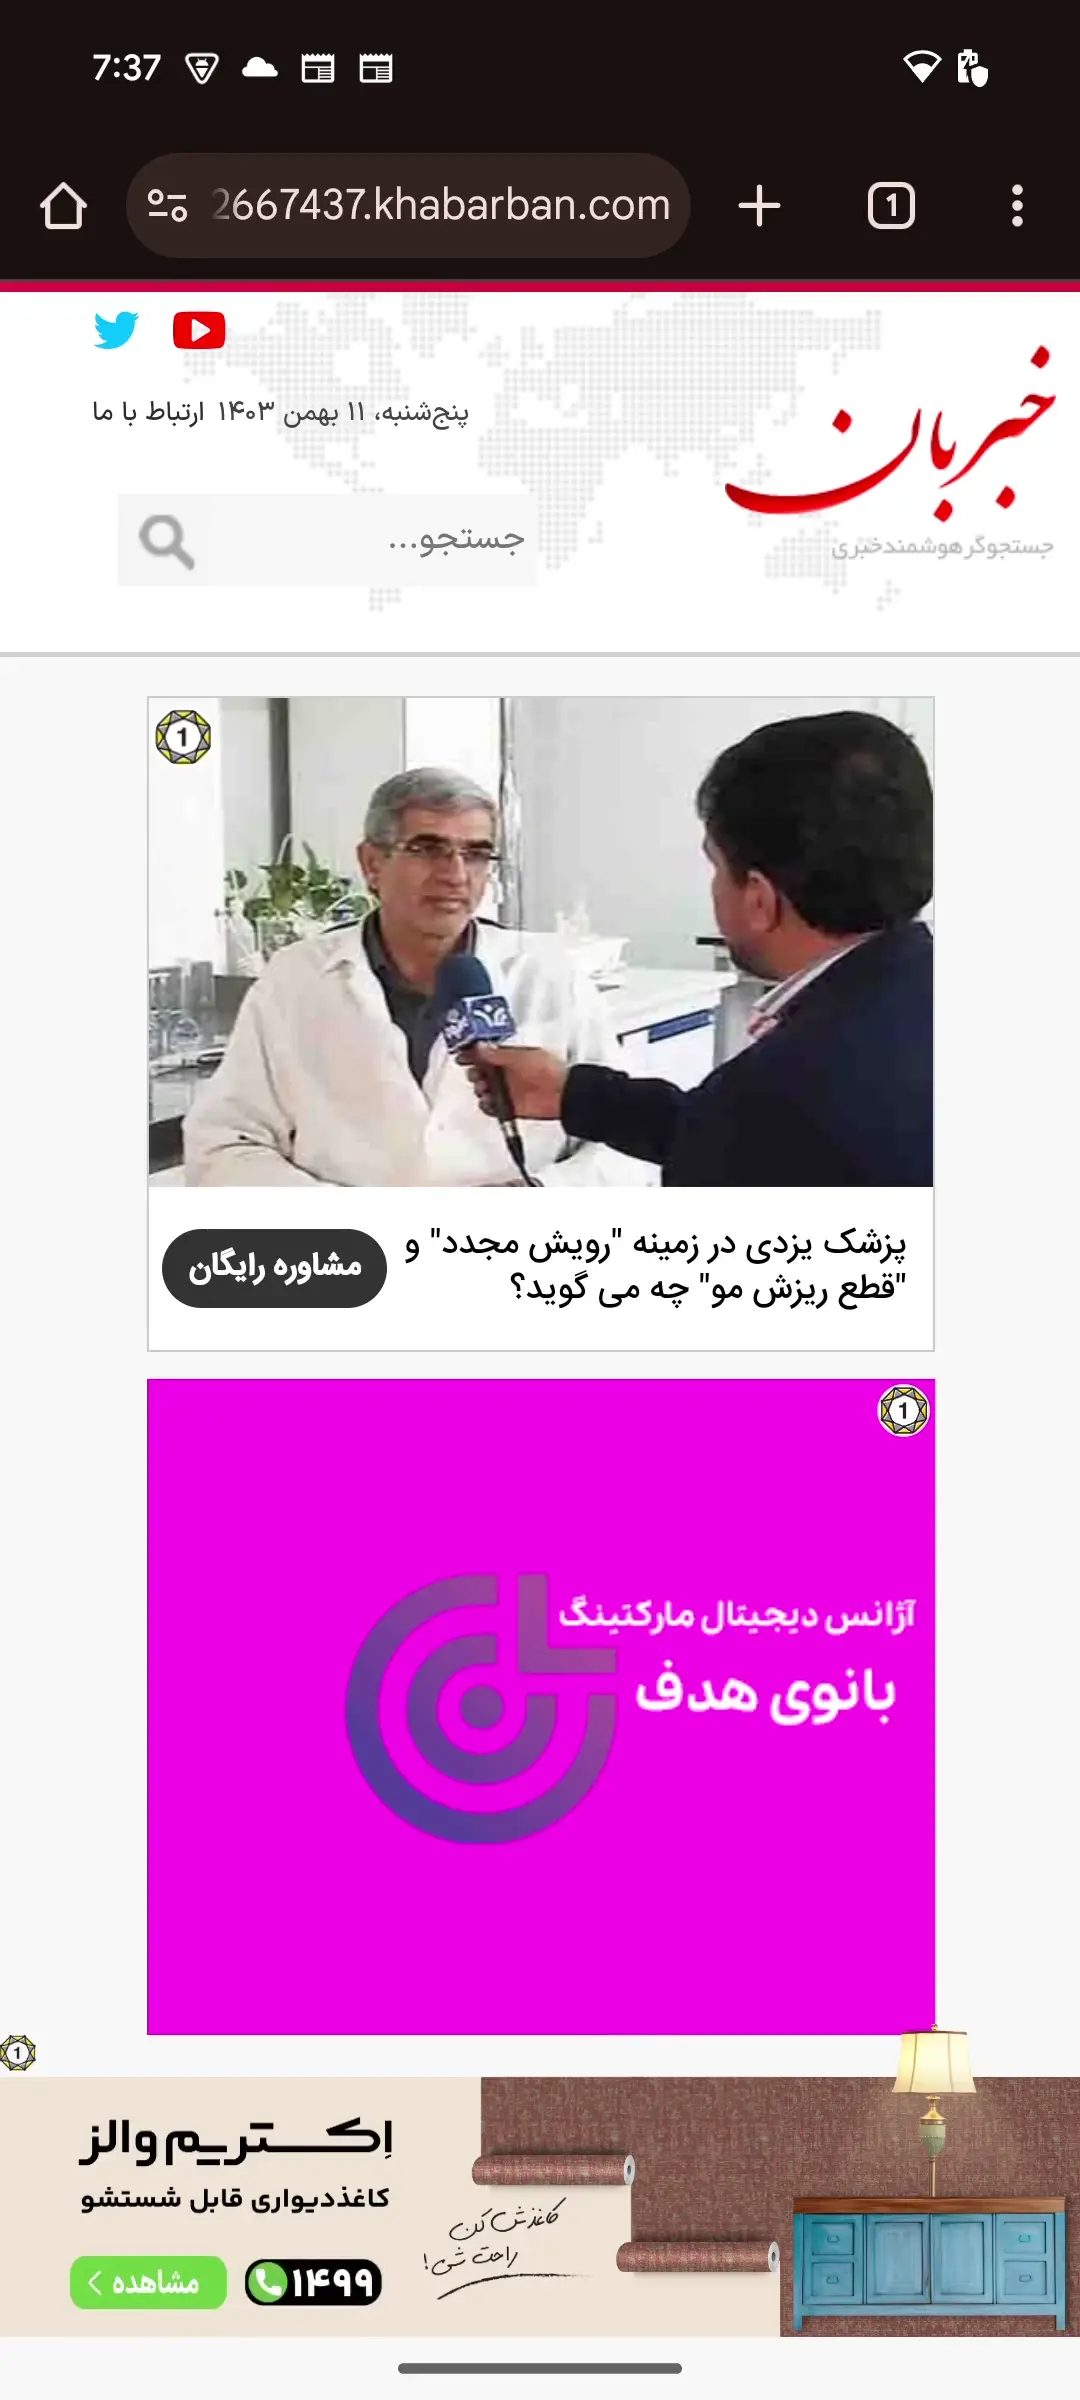 7:37
2667437.khabarban.com
1
خبربان
جستجوگر هوشمند خبری
پنج‌شنبه، ۱۱ بهمن ۱۴۰۳ ارتباط با ما
جستجو...
1
پزشک یزدی در زمینه "رویش مجدد" و
"قطع ریزش مو" چه می گوید؟
مشاوره رایگان
1
آژانس دیجیتال مارکتینگ
بانوی هدف
1
اِکستریم والز
کاغذدیواری قابل شستشو
کاغذش کن
راحت شی!
۱۴۹۹
مشاهده >